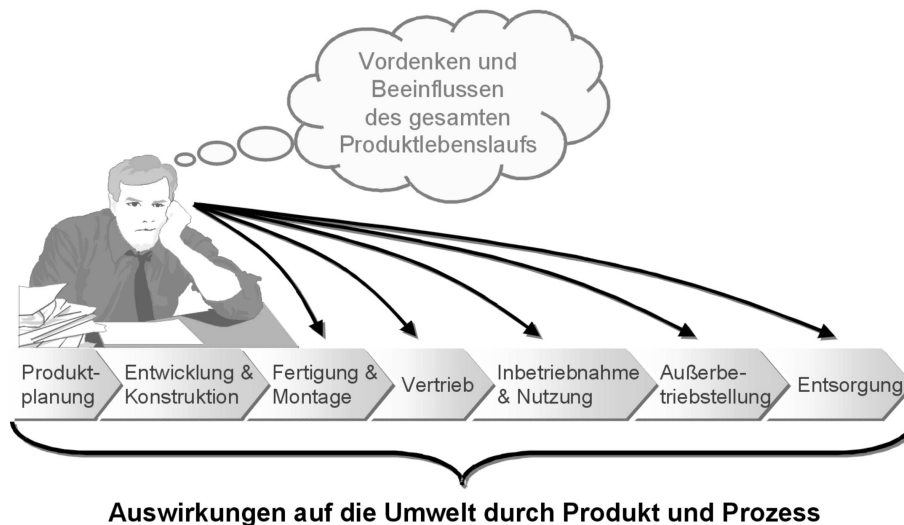 Vordenken und
Beeinflussen
des gesamten
Produktlebenslaufs
Produkt-
planung
Entwicklung &
Konstruktion
Fertigung &
Montage
Vertrieb
Inbetriebnahme
& Nutzung
Außerbe-
triebstellung
Entsorgung
Auswirkungen auf die Umwelt durch Produkt und Prozess